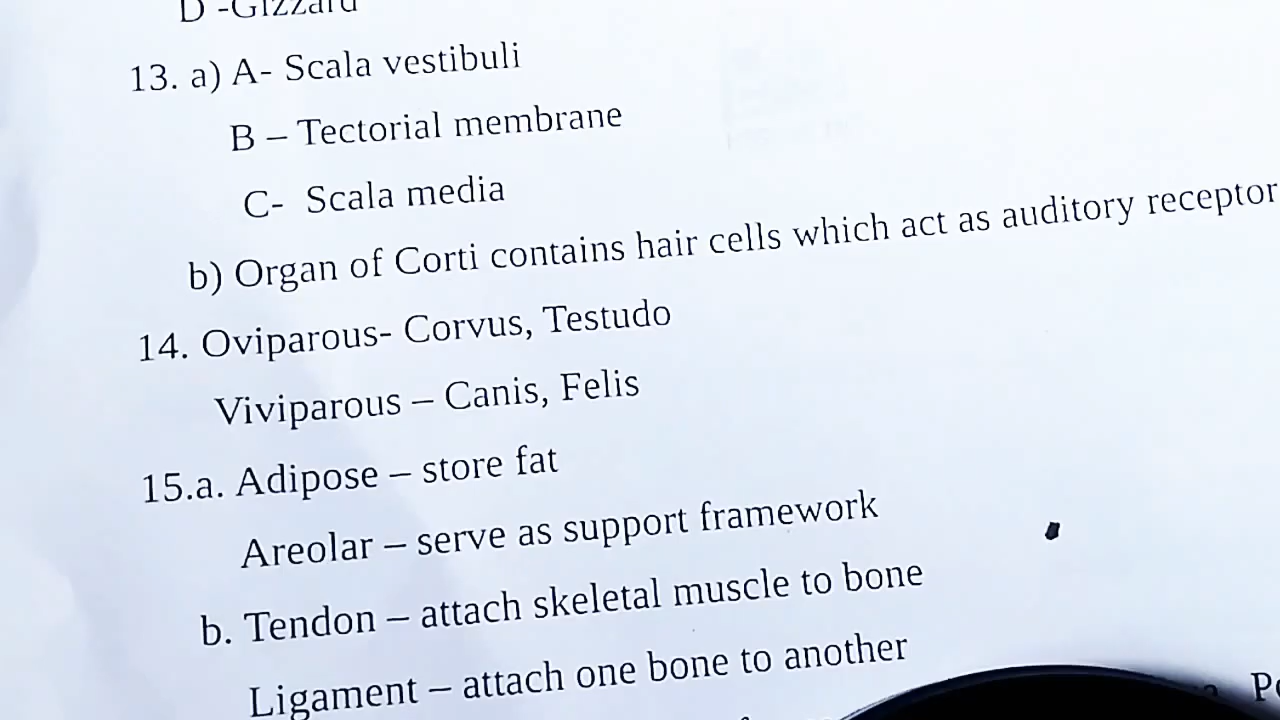 D -Gizzard
13. a) A- Scala vestibuli
B – Tectorial membrane
C- Scala media
b) Organ of Corti contains hair cells which act as auditory receptor
14. Oviparous- Corvus, Testudo
Viviparous – Canis, Felis
15.a. Adipose – store fat
Areolar – serve as support framework
b. Tendon – attach skeletal muscle to bone
Ligament – attach one bone to another